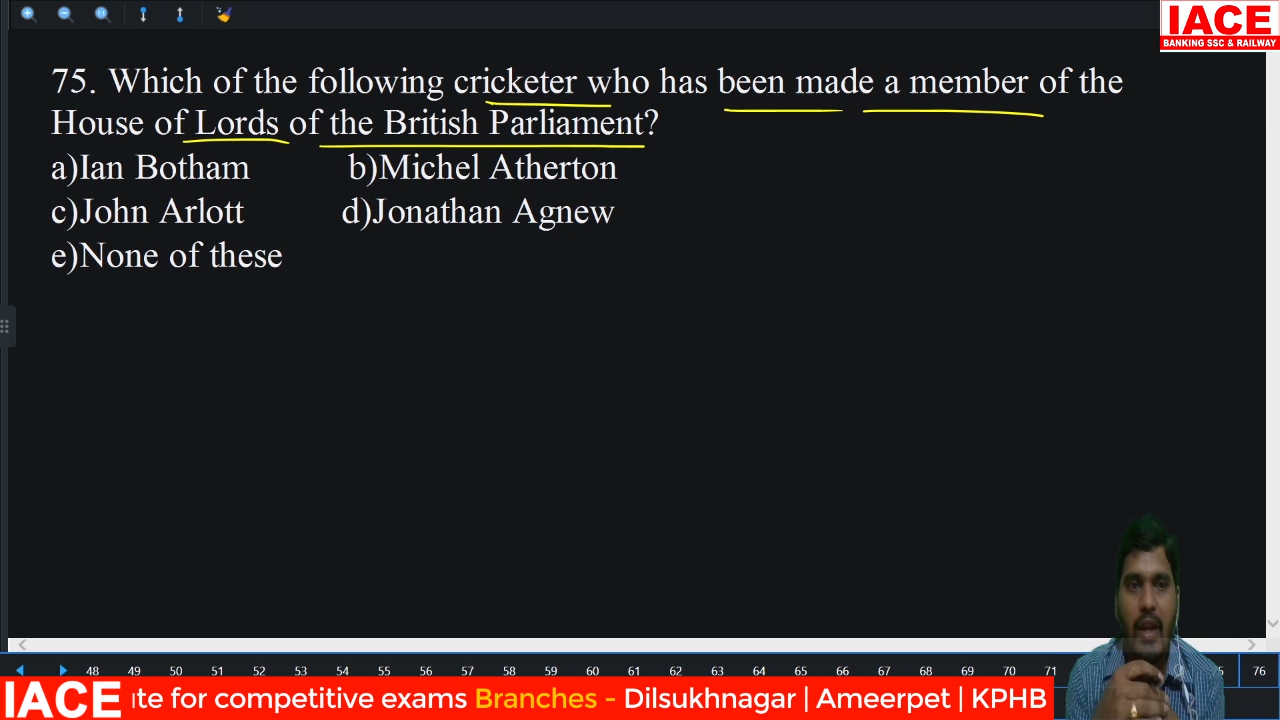 IACE
BANKING SSC & RAILWAY
75. Which of the following cricketer who has been made a member of the
House of Lords of the British Parliament?
a)Ian Botham b)Michel Atherton
c)John Arlott d)Jonathan Agnew
e)None of these
48 49 50 51 52 53 54 55 56 57 58 59 60 61 62 63 64 65 66 67 68 69 70 71 76
IACE ite for competitive exams Branches - Dilsukhnagar | Ameerpet | KPHB